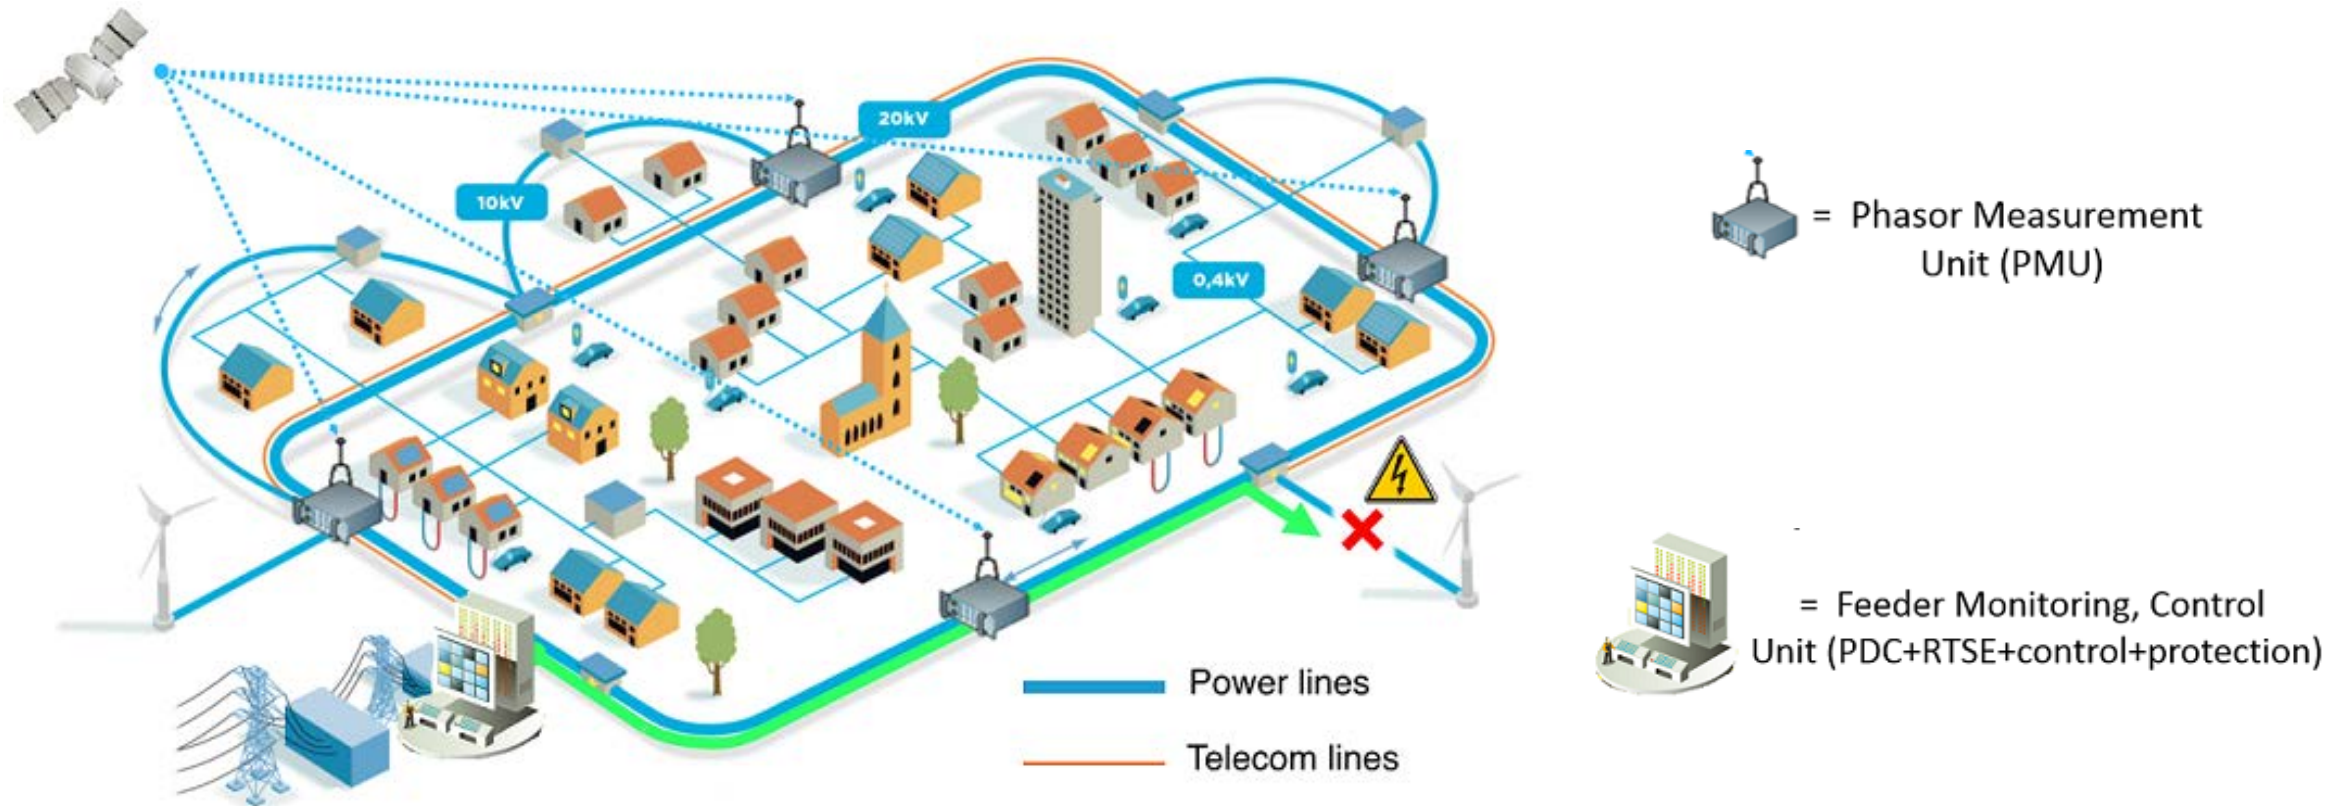 20kV
10kV
0,4kV
= Phasor Measurement
Unit (PMU)
= Feeder Monitoring, Control
Unit (PDC+RTSE+control+protection)
Power lines
Telecom lines